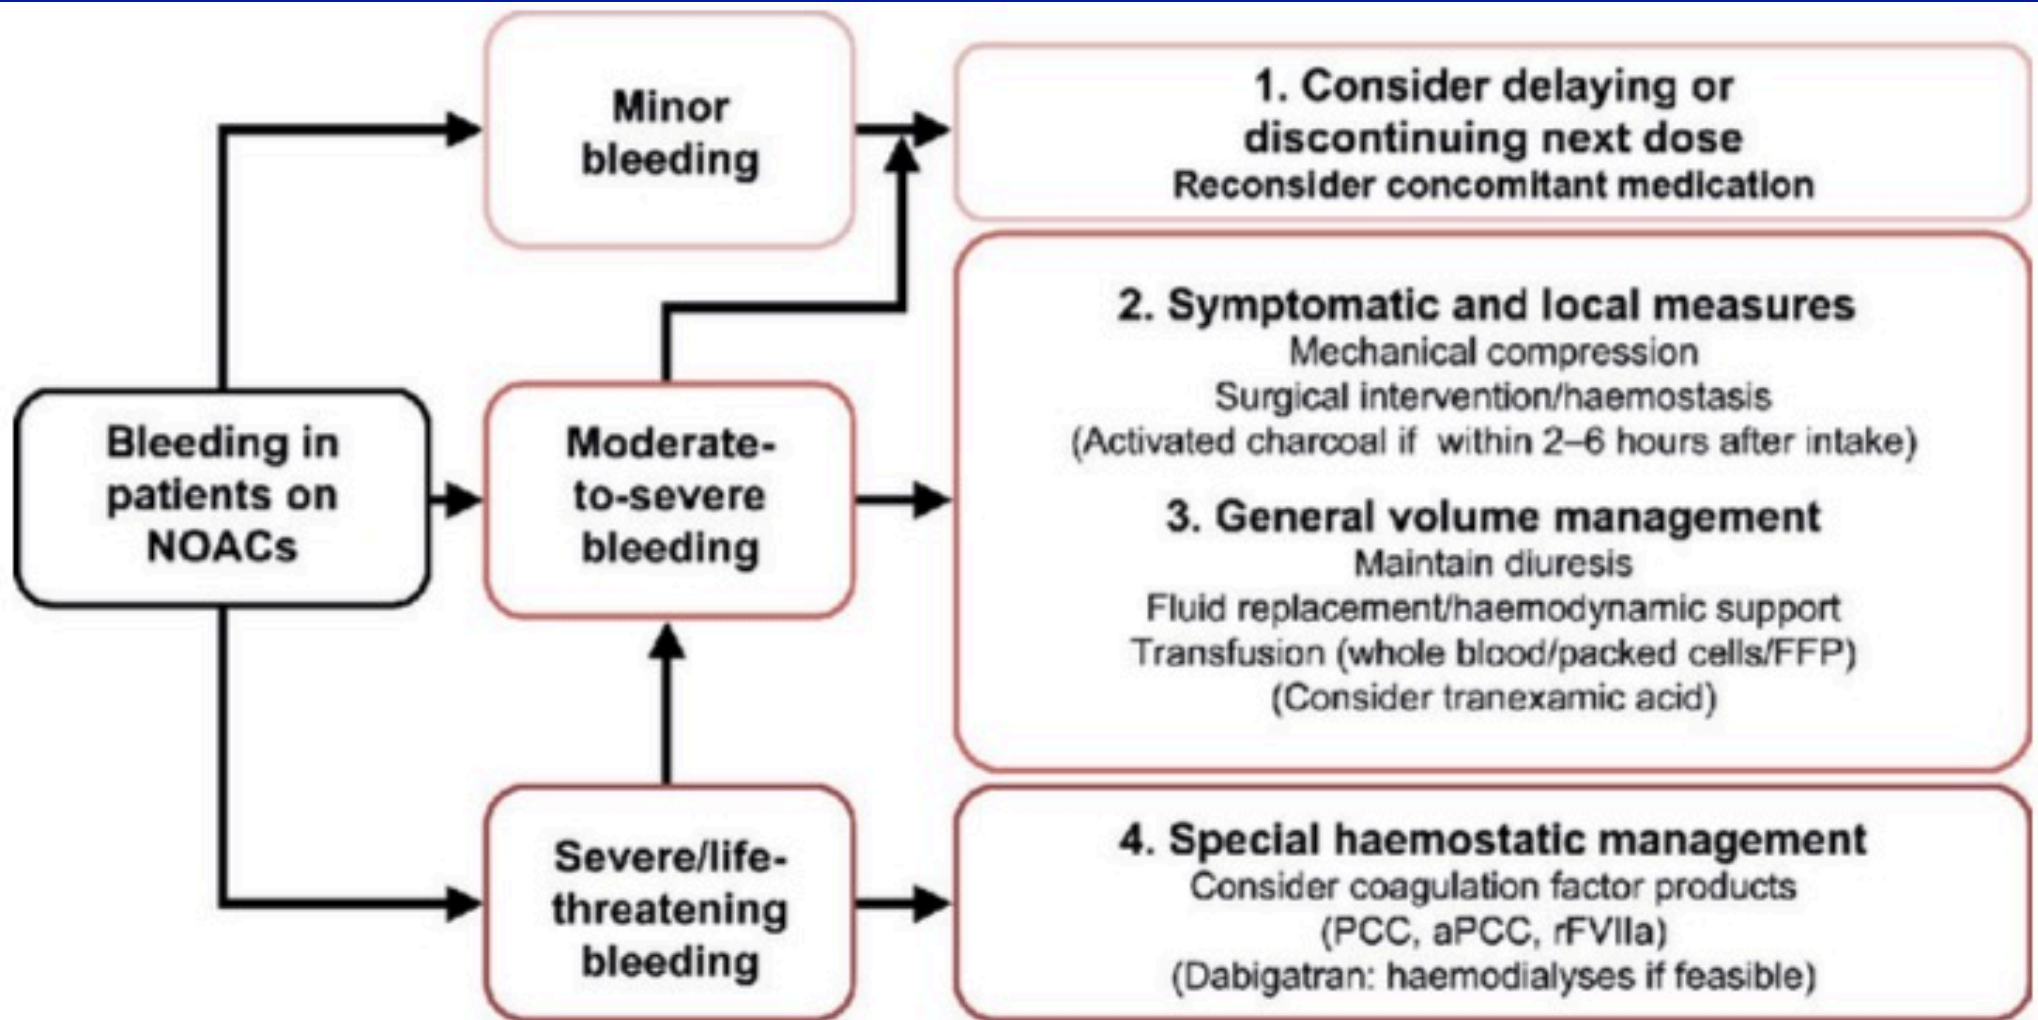 Bleeding in
patients on
NOACs
Minor
bleeding
Moderate-
to-severe
bleeding
Severe/life-
threatening
bleeding
1. Consider delaying or
discontinuing next dose
Reconsider concomitant medication
2. Symptomatic and local measures
Mechanical compression
Surgical intervention/haemostasis
(Activated charcoal if within 2–6 hours after intake)
3. General volume management
Maintain diuresis
Fluid replacement/haemodynamic support
Transfusion (whole blood/packed cells/FFP)
(Consider tranexamic acid)
4. Special haemostatic management
Consider coagulation factor products
(PCC, aPCC, rFVIIa)
(Dabigatran: haemodialyses if feasible)